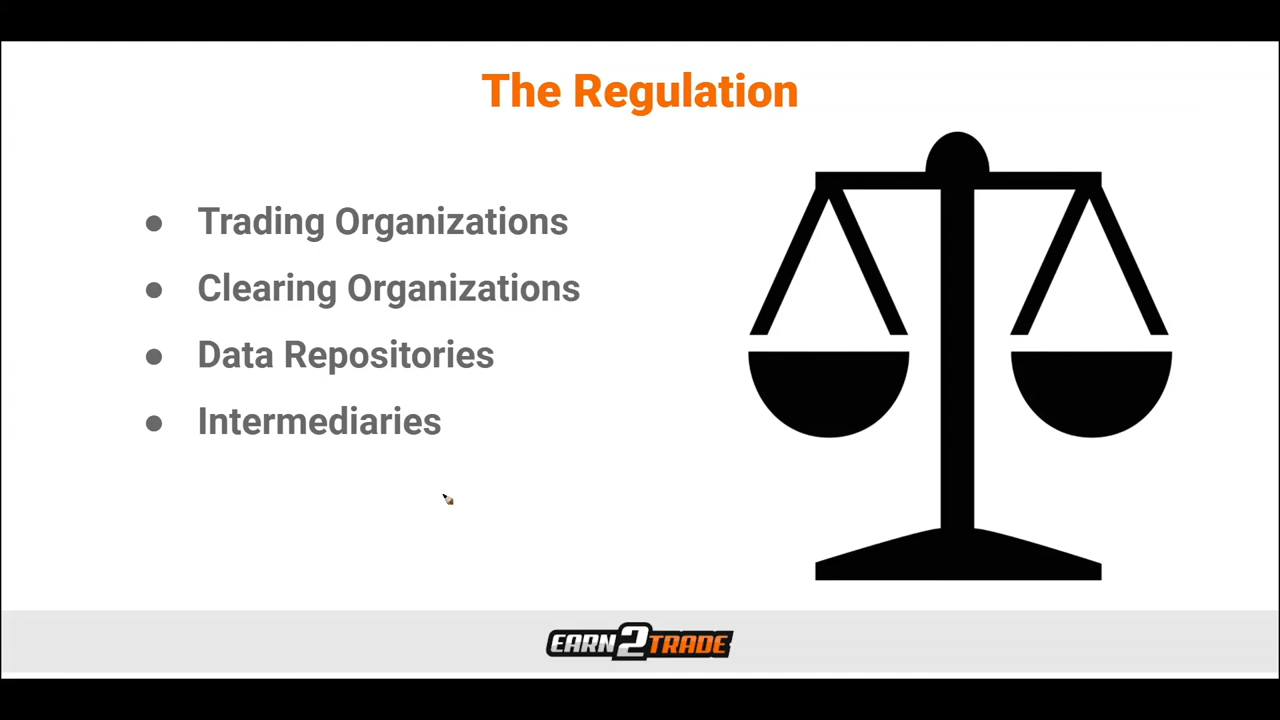 The Regulation
● Trading Organizations
● Clearing Organizations
● Data Repositories
● Intermediaries
EARN2TRADE